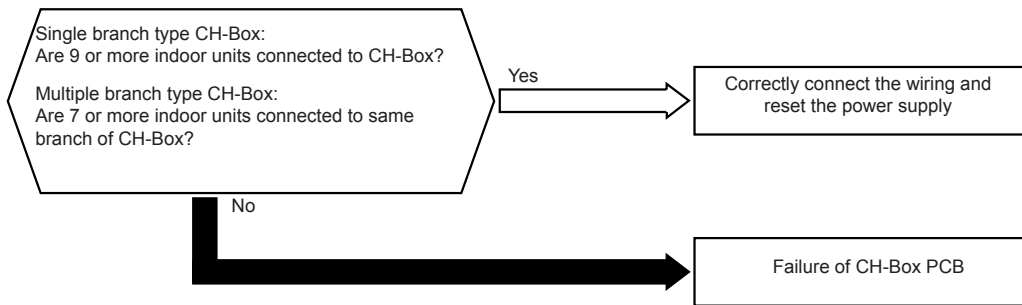 Single branch type CH-Box:
Are 9 or more indoor units connected to CH-Box?
Multiple branch type CH-Box:
Are 7 or more indoor units connected to same
branch of CH-Box?
Yes
Correctly connect the wiring and
reset the power supply
No
Failure of CH-Box PCB